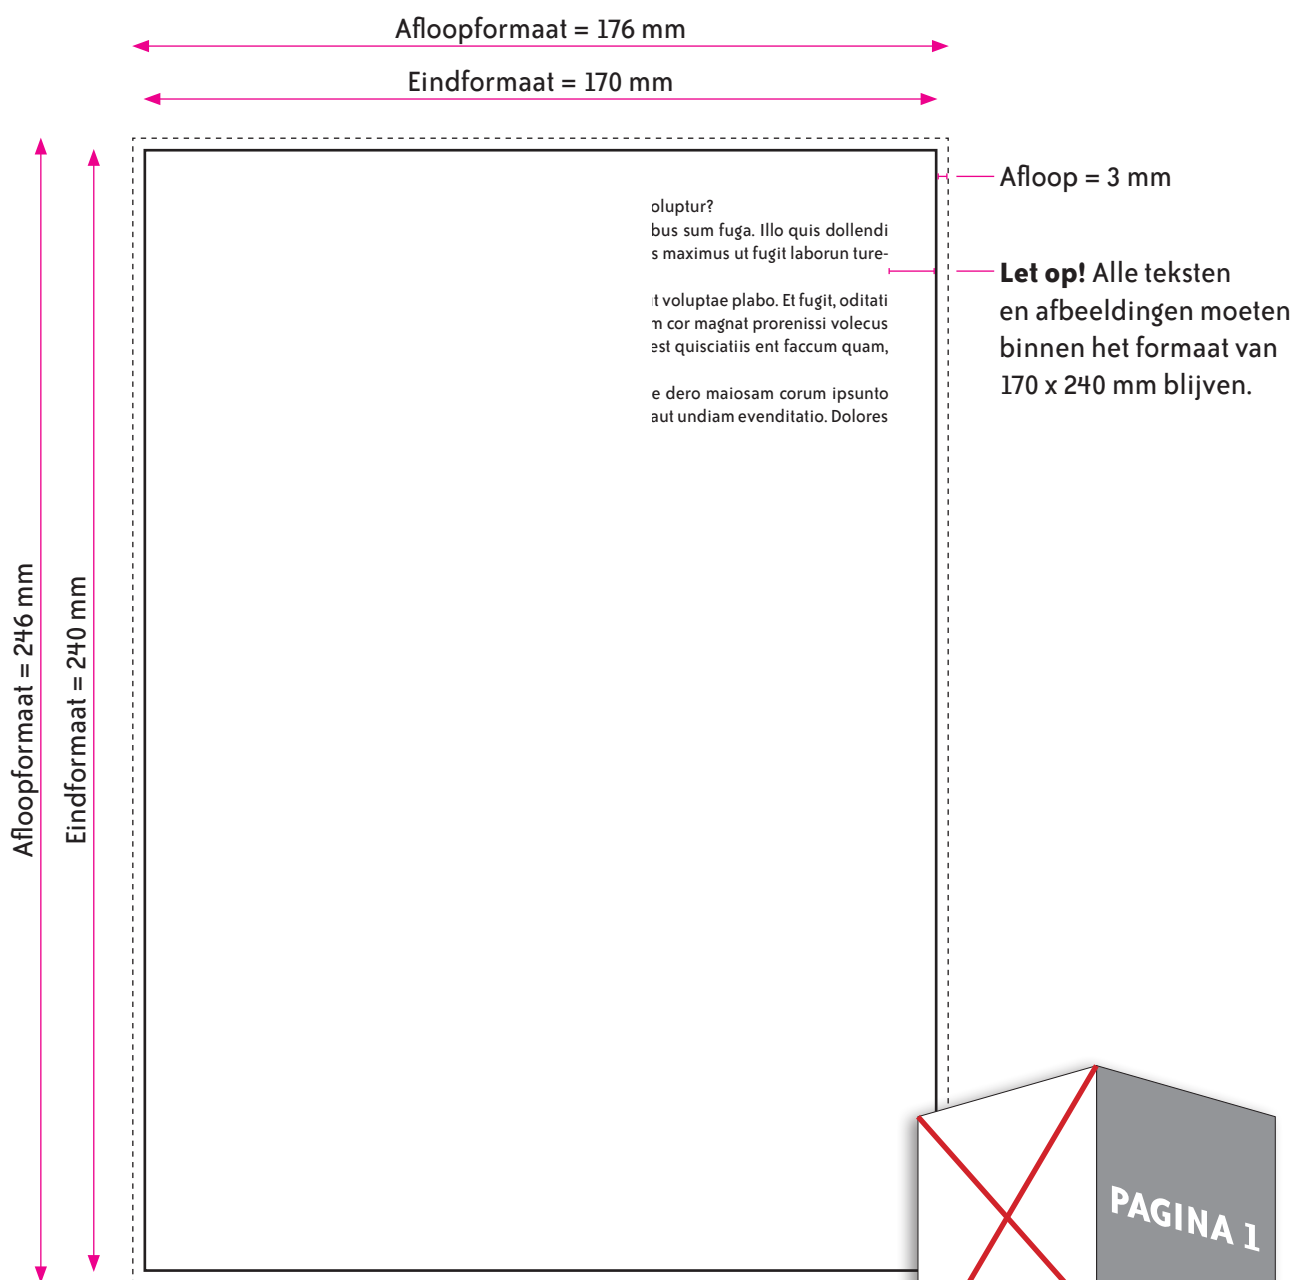 Afloopformaat = 176 mm
Eindformaat = 170 mm
Afloop = 3 mm
oluptur?
bus sum fuga. Illo quis dollendi
s maximus ut fugit laborun ture-
t voluptae plabo. Et fugit, oditati
m cor magnat prorenissi volecus
est quisciatiis ent faccum quam,
e dero maiosam corum ipsunto
aut undiam evenditatio. Dolores
Let op! Alle teksten
en afbeeldingen moeten
binnen het formaat van
170 x 240 mm blijven.
Afloopformaat = 246 mm
Eindformaat = 240 mm
PAGINA 1